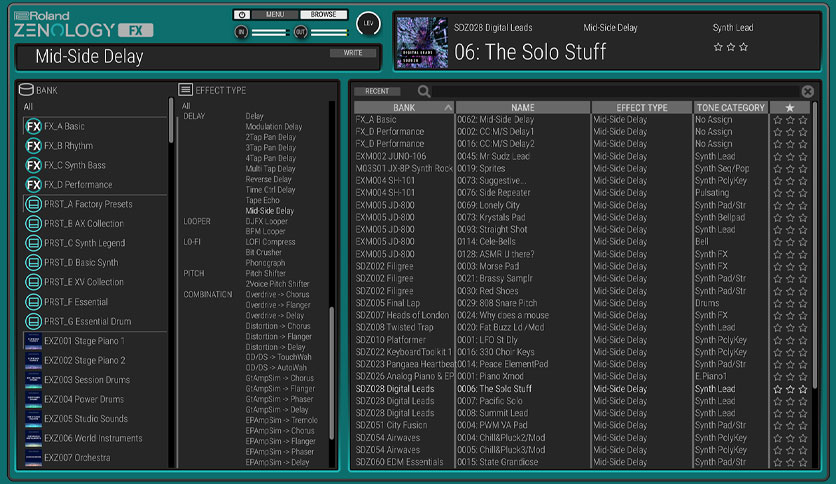 Roland
ZENOLOGY FX
MENU BROWSE
IN OUT LEV
Mid-Side Delay
WRITE
SDZ028 Digital Leads Mid-Side Delay Synth Lead
06: The Solo Stuff
BANK
All
FX FX_A Basic
FX FX_B Rhythm
FX FX_C Synth Bass
FX FX_D Performance
PRST_A Factory Presets
PRST_B AX Collection
PRST_C Synth Legend
PRST_D Basic Synth
PRST_E XV Collection
PRST_F Essential
PRST_G Essential Drum
EXZ001 Stage Piano 1
EXZ002 Stage Piano 2
EXZ003 Session Drums
EXZ004 Power Drums
EXZ005 Studio Sounds
EXZ006 World Instruments
EXZ007 Orchestra
EFFECT TYPE
All
DELAY Delay
Modulation Delay
2Tap Pan Delay
3Tap Pan Delay
4Tap Pan Delay
Multi Tap Delay
Reverse Delay
Time Ctrl Delay
Tape Echo
Mid-Side Delay
LOOPER DJFX Looper
BPM Looper
LO-FI LOFI Compress
Bit Crusher
Phonograph
PITCH Pitch Shifter
2Voice Pitch Shifter
COMBINATION Overdrive -> Chorus
Overdrive -> Flanger
Overdrive -> Delay
Distortion -> Chorus
Distortion -> Flanger
Distortion -> Delay
OD/DS -> TouchWah
OD/DS -> AutoWah
GtAmpSim -> Chorus
GtAmpSim -> Flanger
GtAmpSim -> Phaser
GtAmpSim -> Delay
EPAmpSim -> Tremolo
EPAmpSim -> Chorus
EPAmpSim -> Flanger
EPAmpSim -> Phaser
EPAmpSim -> Delay
RECENT
BANK NAME EFFECT TYPE TONE CATEGORY
FX_A Basic 0062: Mid-Side Delay Mid-Side Delay No Assign
FX_D Performance 0002: CC:M/S Delay1 Mid-Side Delay No Assign
FX_D Performance 0016: CC:M/S Delay2 Mid-Side Delay No Assign
EXM002 JUNO-106 0045: Mr Sudz Lead Mid-Side Delay Synth Lead
M03S01 JX-8P Synth Rock 0019: Sprites Mid-Side Delay Synth Seq/Pop
EXM004 SH-101 0073: Suggestive... Mid-Side Delay Synth PolyKey
EXM004 SH-101 0076: Side Repeater Mid-Side Delay Pulsating
EXM005 JD-800 0069: Lonely City Mid-Side Delay Synth Pad/Str
EXM005 JD-800 0073: Krystals Pad Mid-Side Delay Synth Bellpad
EXM005 JD-800 0093: Straight Shot Mid-Side Delay Synth Lead
EXM005 JD-800 0114: Cele-Bells Mid-Side Delay Bell
EXM005 JD-800 0128: ASMR U there? Mid-Side Delay Synth FX
SDZ002 Filigree 0003: Morse Pad Mid-Side Delay Synth FX
SDZ002 Filigree 0021: Brassy Samplr Mid-Side Delay Synth Pad/Str
SDZ002 Filigree 0030: Red Shoes Mid-Side Delay Synth Pad/Str
SDZ005 Final Lap 0029: 808 Snare Pitch Mid-Side Delay Drums
SDZ007 Heads of London 0024: Why does a mouse Mid-Side Delay Synth FX
SDZ008 Twisted Trap 0020: Fat Buzz Ld /Mod Mid-Side Delay Synth Lead
SDZ010 Platformer 0001: LFO St Dly Mid-Side Delay Synth PolyKey
SDZ022 KeyboardToolkit 1 0016: 330 Choir Keys Mid-Side Delay Synth PolyKey
SDZ023 Pangaea Heartbeat 0014: Peace ElementPad Mid-Side Delay Synth Pad/Str
SDZ026 Analog Piano & EP 0001: Piano Xmod Mid-Side Delay E.Piano1
SDZ028 Digital Leads 0006: The Solo Stuff Mid-Side Delay Synth Lead
SDZ028 Digital Leads 0007: Pacific Solo Mid-Side Delay Synth Lead
SDZ028 Digital Leads 0008: Summit Lead Mid-Side Delay Synth Lead
SDZ051 City Fusion 0004: PWM VA Pad Mid-Side Delay Synth Pad/Str
SDZ054 Airwaves 0004: Chill&Pluck2/Mod Mid-Side Delay Synth PolyKey
SDZ054 Airwaves 0005: Chill&Pluck3/Mod Mid-Side Delay Synth PolyKey
SDZ060 EDM Essentials 0015: State Grandiose Mid-Side Delay Synth Pad/Str